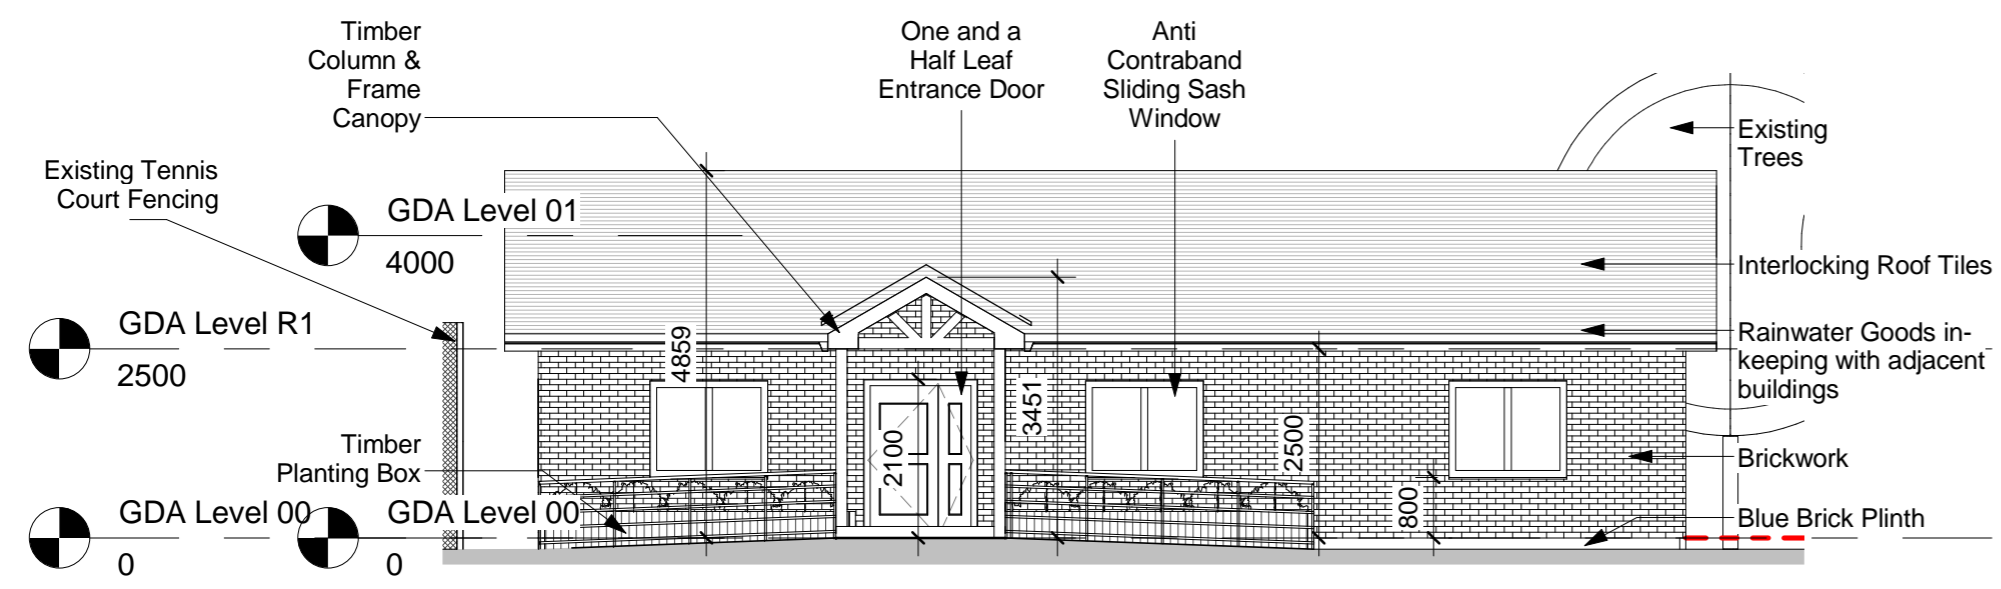 Timber
Column &
Frame
Canopy
One and a
Half Leaf
Entrance Door
Anti
Contraband
Sliding Sash
Window
Existing
Trees
Existing Tennis
Court Fencing
GDA Level 01
4000
Interlocking Roof Tiles
GDA Level R1
2500
Rainwater Goods in-
keeping with adjacent
buildings
4859
3451
2100
2500
800
Timber
Planting Box
Brickwork
GDA Level 00
0
GDA Level 00
0
Blue Brick Plinth